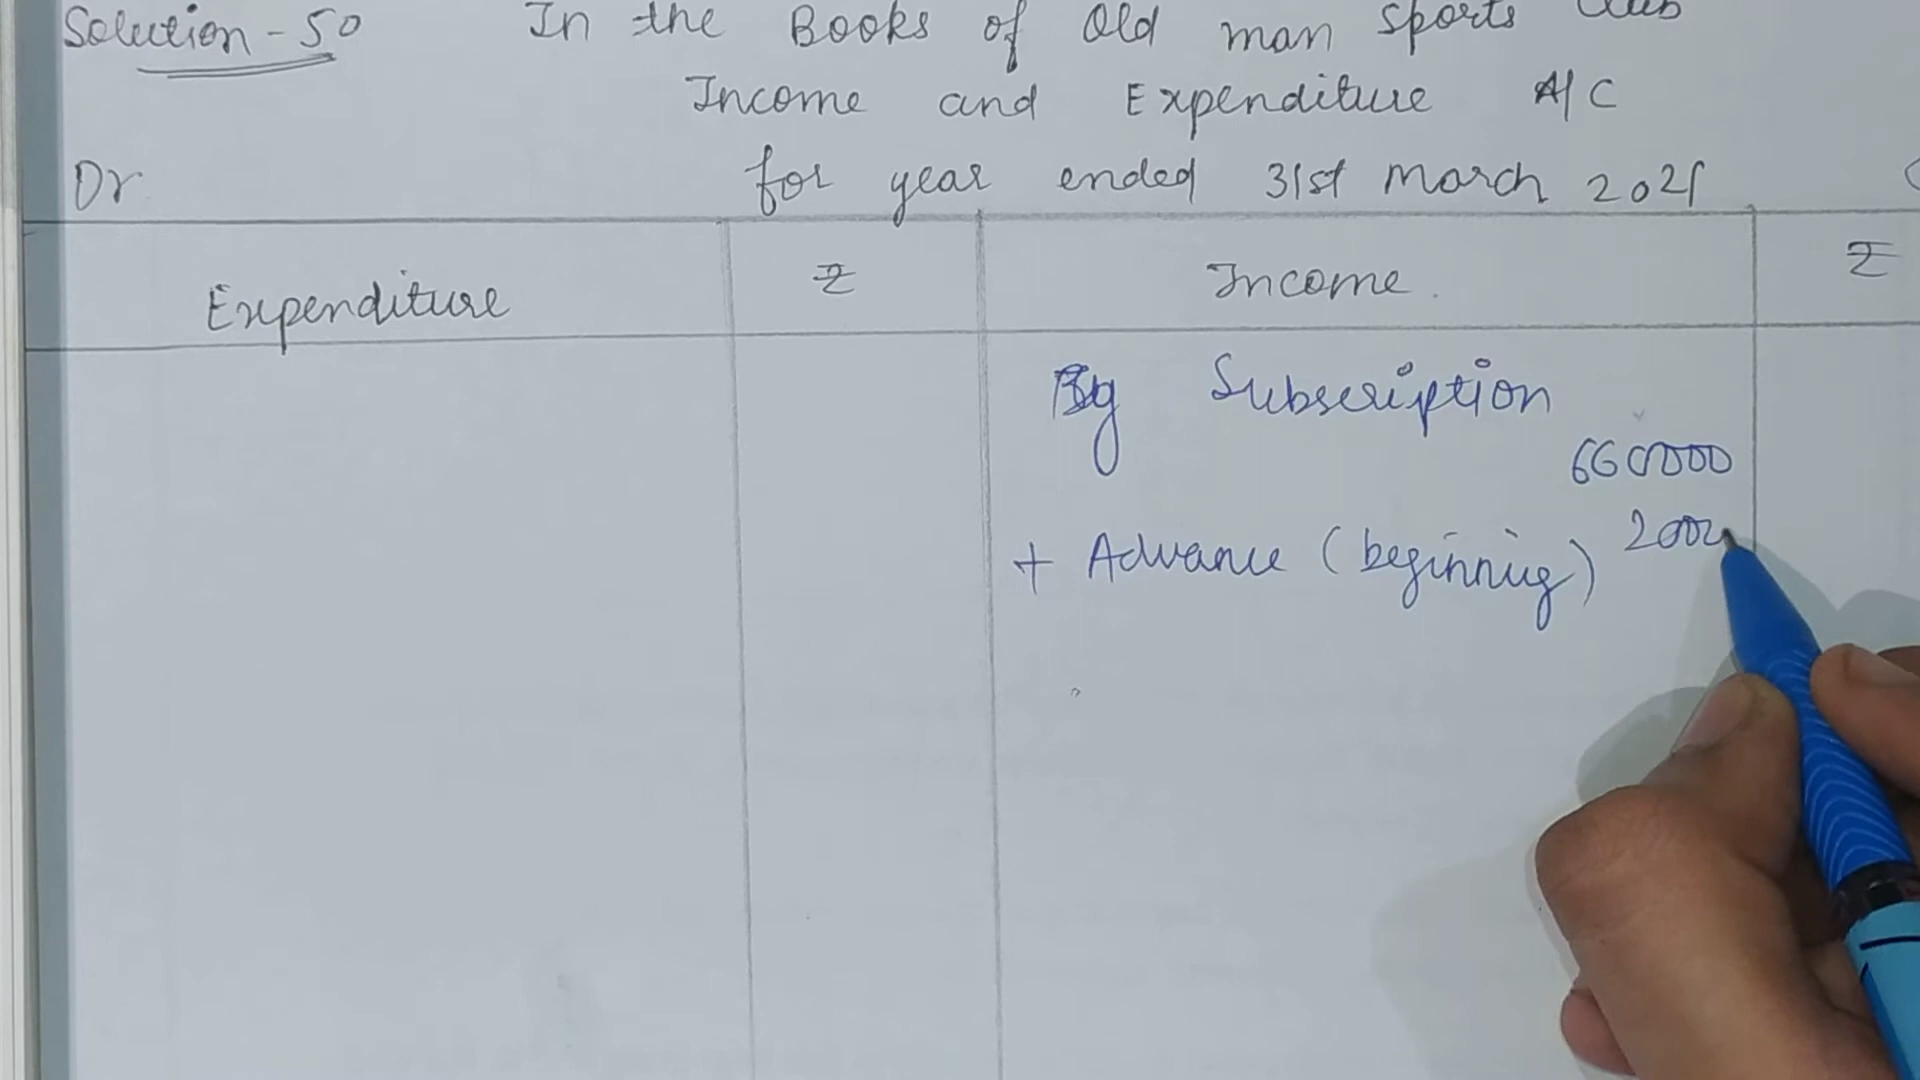 Solution - 50 In the Books of Old man Sports Club
Income and Expenditure A/C
Dr. for year ended 31st March 2021
Expenditure ₹ Income. ₹
By Subscription
660000
+ Advance (beginning)